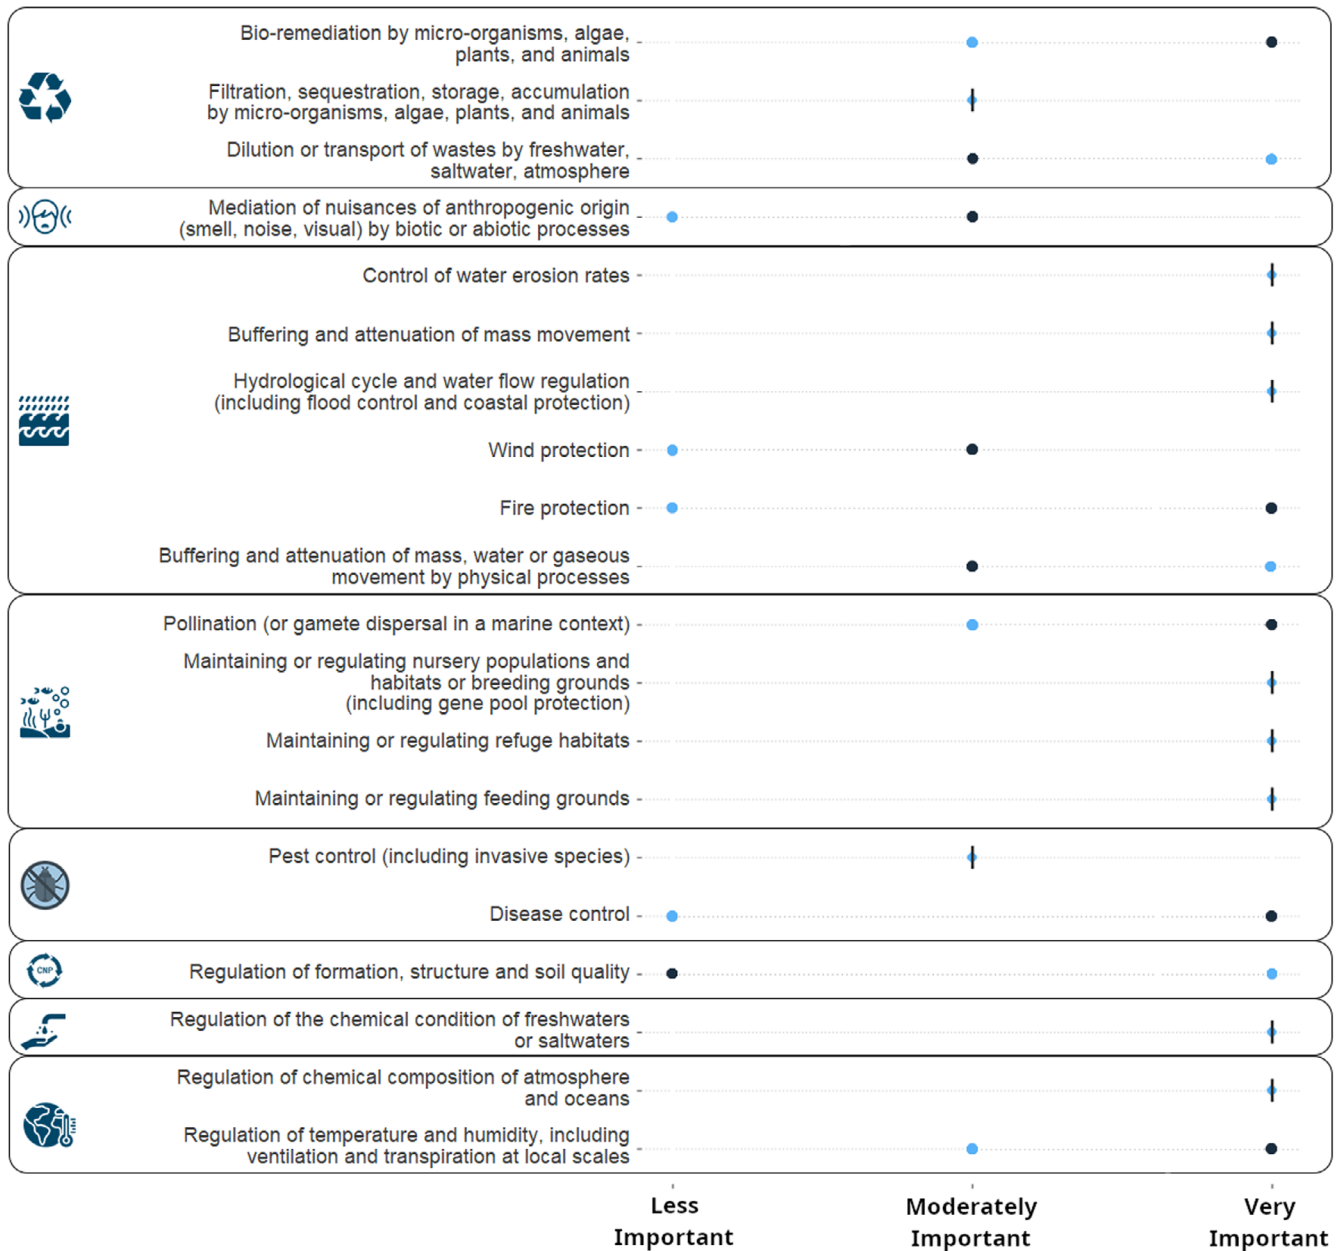 Bio-remediation by micro-organisms, algae,
plants, and animals
Filtration, sequestration, storage, accumulation
by micro-organisms, algae, plants, and animals
Dilution or transport of wastes by freshwater,
saltwater, atmosphere
Mediation of nuisances of anthropogenic origin
(smell, noise, visual) by biotic or abiotic processes
Control of water erosion rates
Buffering and attenuation of mass movement
Hydrological cycle and water flow regulation
(including flood control and coastal protection)
Wind protection
Fire protection
Buffering and attenuation of mass, water or gaseous
movement by physical processes
Pollination (or gamete dispersal in a marine context)
Maintaining or regulating nursery populations and
habitats or breeding grounds
(including gene pool protection)
Maintaining or regulating refuge habitats
Maintaining or regulating feeding grounds
Pest control (including invasive species)
Disease control
CNP
Regulation of formation, structure and soil quality
Regulation of the chemical condition of freshwaters
or saltwaters
Regulation of chemical composition of atmosphere
and oceans
Regulation of temperature and humidity, including
ventilation and transpiration at local scales
Less
Important
Moderately
Important
Very
Important